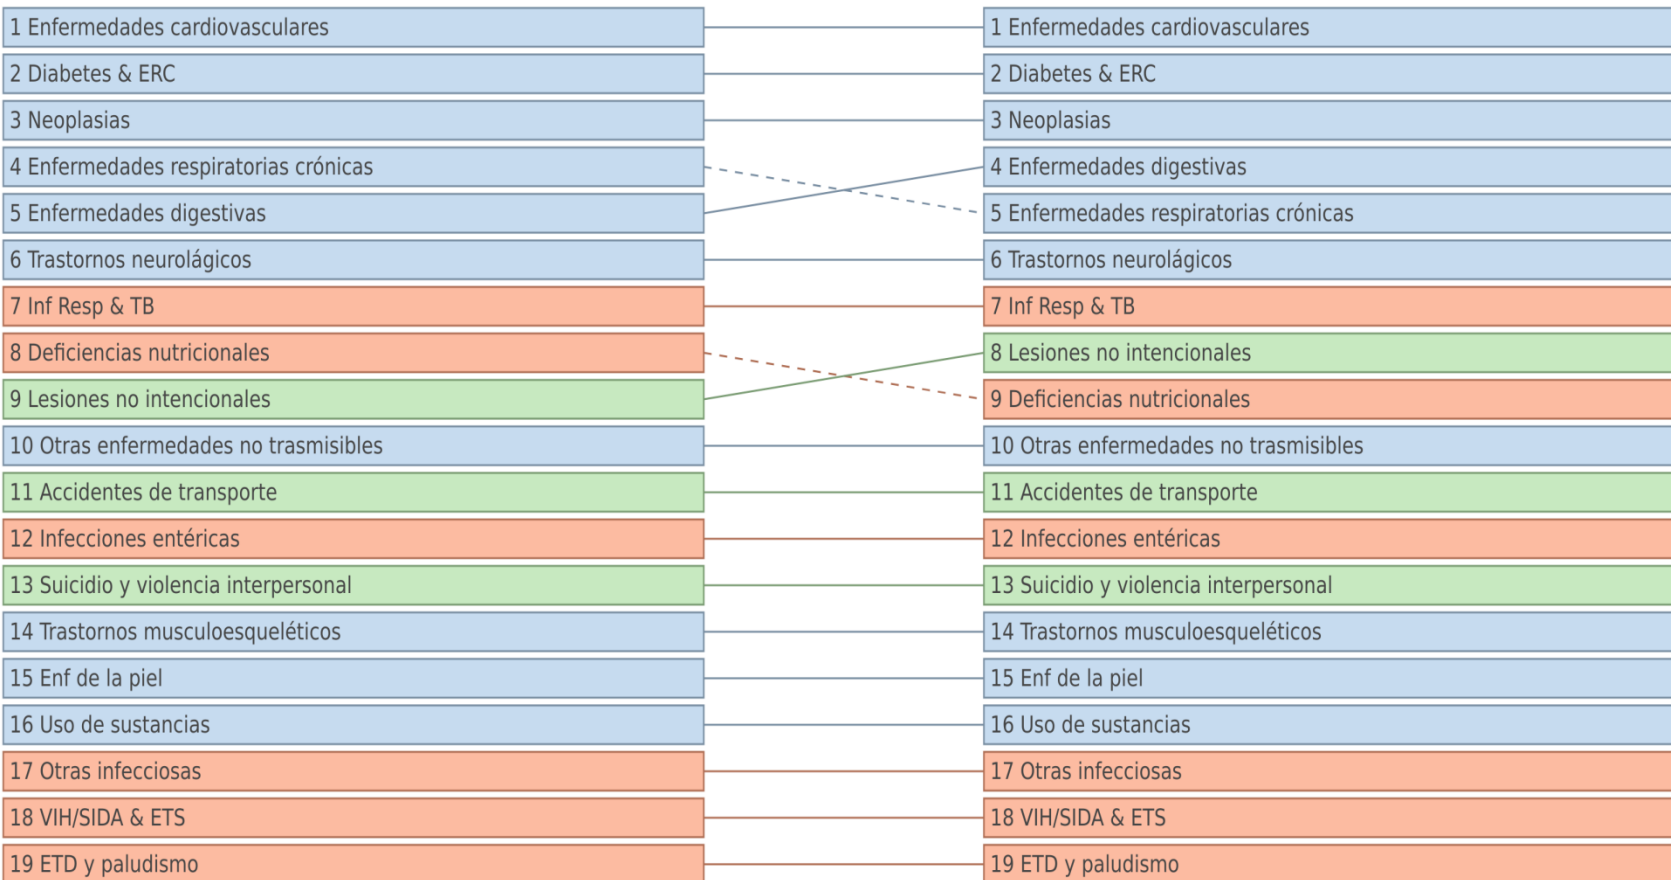 1 Enfermedades cardiovasculares
2 Diabetes & ERC
3 Neoplasias
4 Enfermedades respiratorias crónicas
5 Enfermedades digestivas
6 Trastornos neurolágicos
7 Inf Resp & TB
8 Deficiencias nutricionales
9 Lesiones no intencionales
10 Otras enfermedades no trasmisibles
11 Accidentes de transporte
12 Infecciones entéricas
13 Suicidio y violencia interpersonal
14 Trastornos musculoesqueléticos
15 Enf de la piel
16 Uso de sustancias
17 Otras infecciosas
18 VIH/SIDA & ETS
19 ETD y paludismo
1 Enfermedades cardiovasculares
2 Diabetes & ERC
3 Neoplasias
4 Enfermedades digestivas
5 Enfermedades respiratorias crónicas
6 Trastornos neurolágicos
7 Inf Resp & TB
8 Lesiones no intencionales
9 Deficiencias nutricionales
10 Otras enfermedades no trasmisibles
11 Accidentes de transporte
12 Infecciones entéricas
13 Suicidio y violencia interpersonal
14 Trastornos musculoesqueléticos
15 Enf de la piel
16 Uso de sustancias
17 Otras infecciosas
18 VIH/SIDA & ETS
19 ETD y paludismo